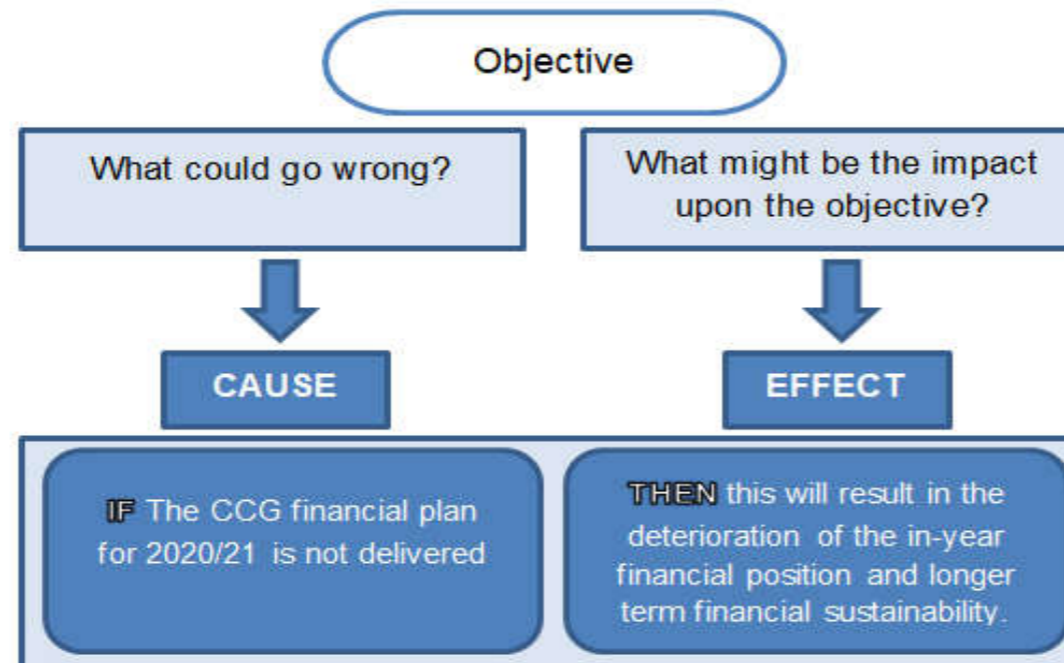 Objective
What could go wrong?
What might be the impact
upon the objective?
CAUSE
EFFECT
IF The CCG financial plan
for 2020/21 is not delivered
THEN this will result in the
deterioration of the in-year
financial position and longer
term financial sustainability.